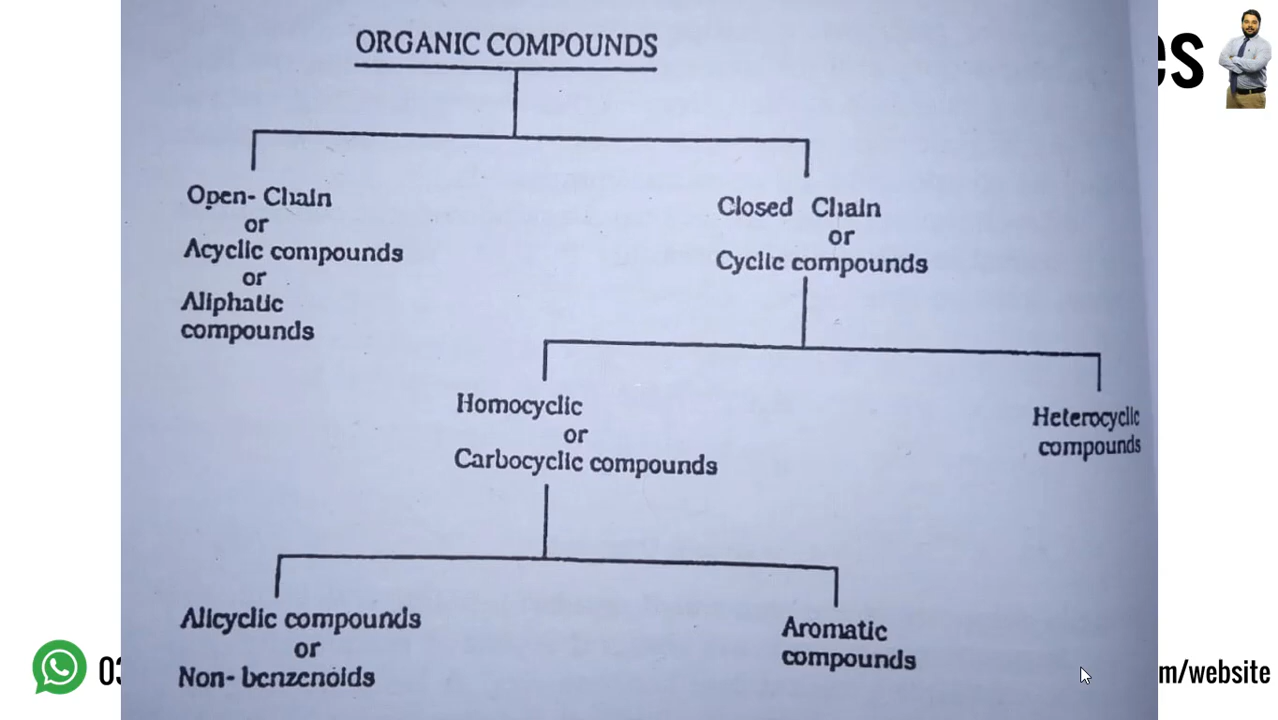 ORGANIC COMPOUNDS
Open- Chain
or
Acyclic compounds
or
Aliphatic
compounds
Closed Chain
or
Cyclic compounds
Homocyclic
or
Carbocyclic compounds
Heterocyclic
compounds
Alicyclic compounds
or
Non- benzenoids
Aromatic
compounds
es
03
m/website